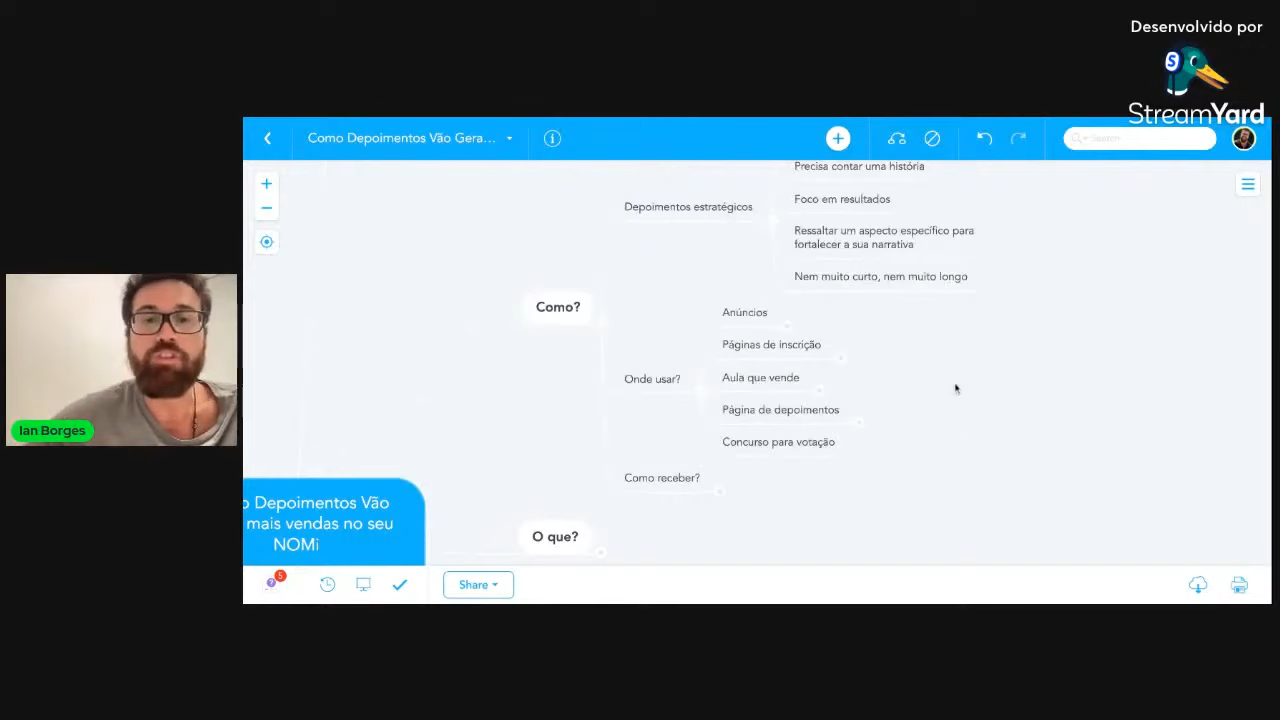 Desenvolvido por
StreamYard
Como Depoimentos Vão Gera...
Search
Precisa contar uma história
Depoimentos estratégicos
Foco em resultados
Ressaltar um aspecto específico para
fortalecer a sua narrativa
Nem muito curto, nem muito longo
Como?
Anúncios
Páginas de inscrição
Onde usar?
Aula que vende
Página de depoimentos
Concurso para votação
Como receber?
Ian Borges
o Depoimentos Vão
mais vendas no seu
NOMi
O que?
5
Share